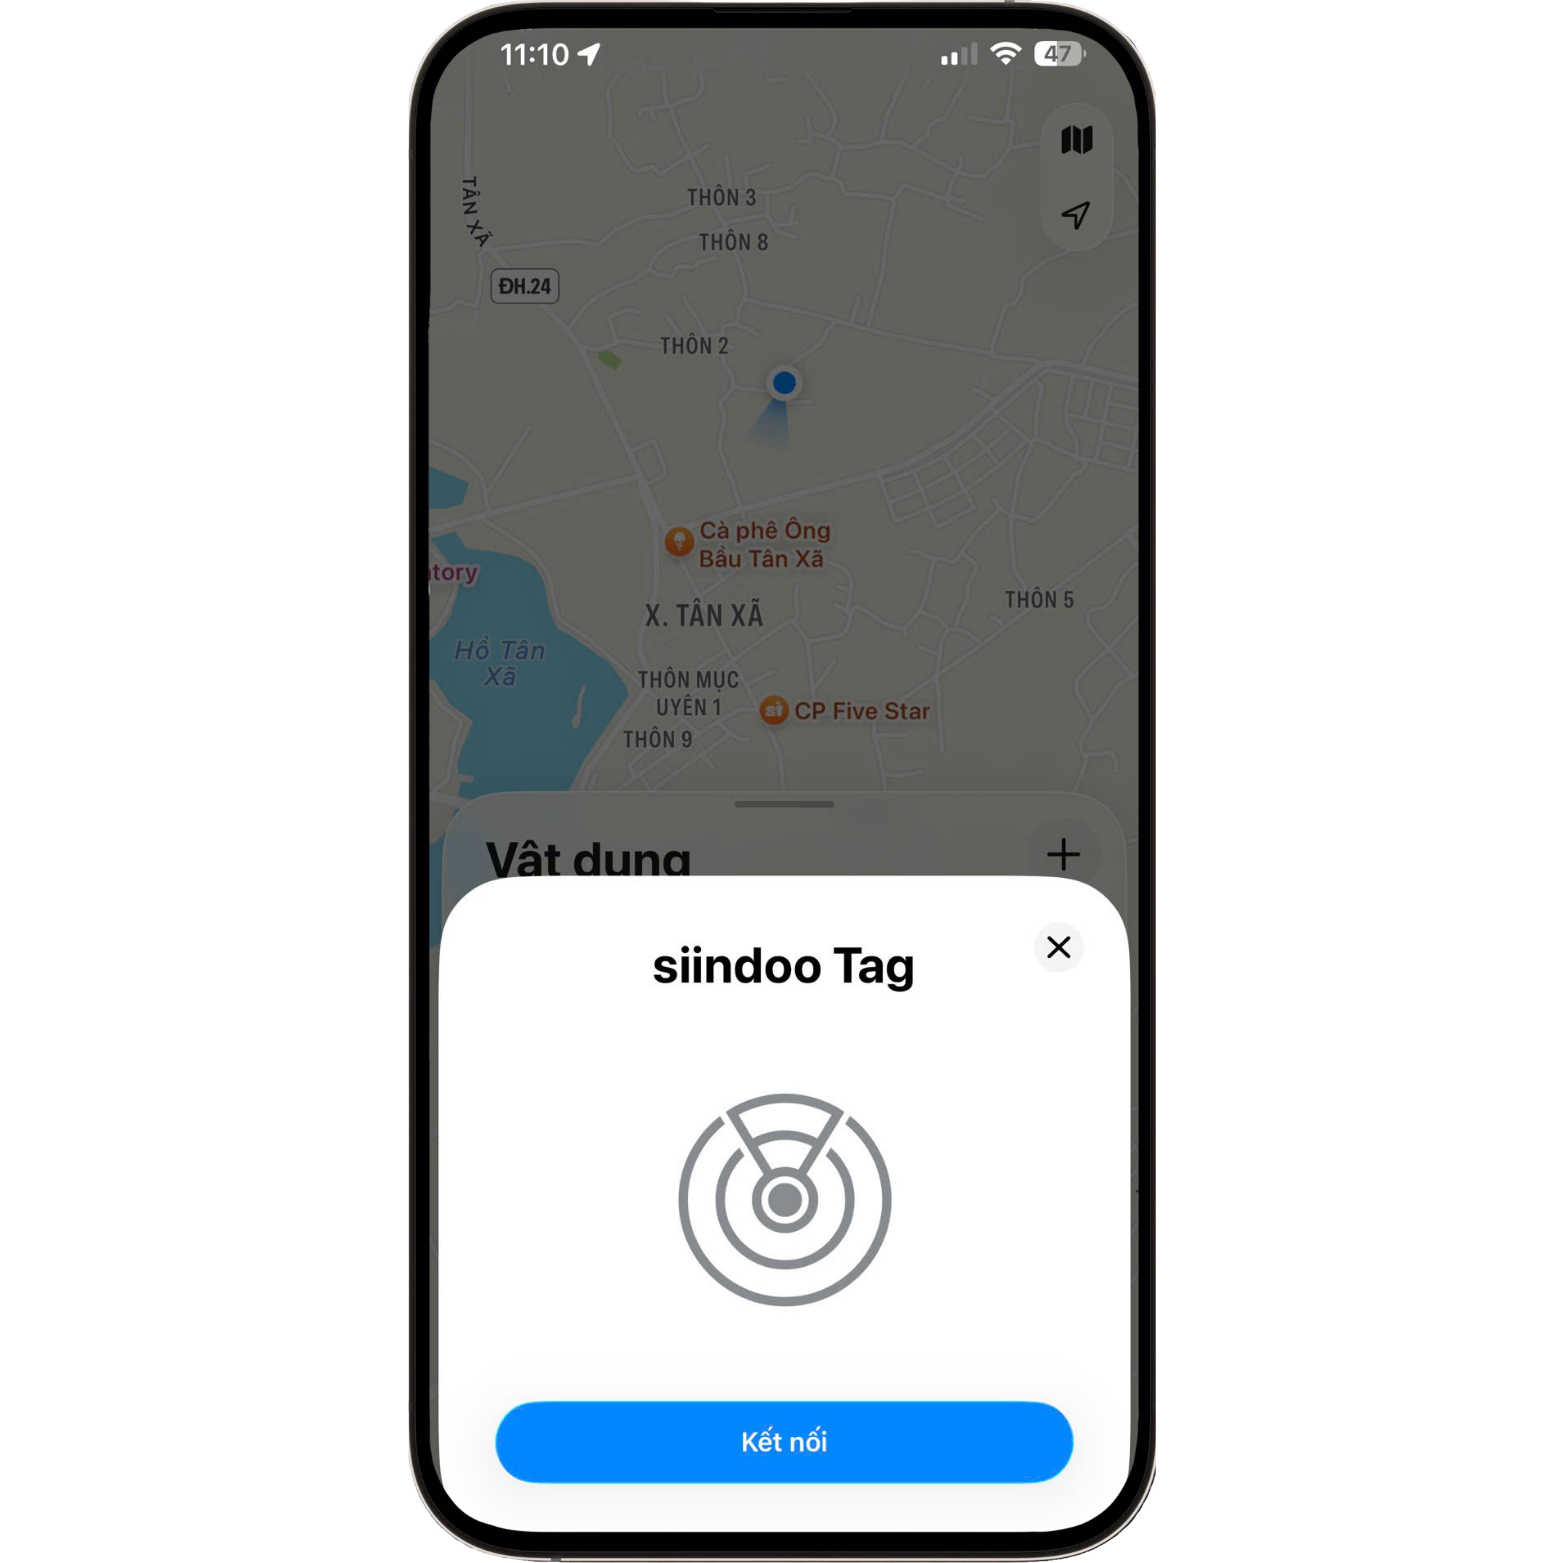 11:10
47
TÂN XÃ
THÔN 3
THÔN 8
ĐH.24
THÔN 2
Cà phê Ông
Bầu Tân Xã
tory
X. TÂN XÃ
THÔN 5
Hồ Tân
Xã
THÔN MỤC
UYÊN 1
CP Five Star
THÔN 9
Vật dụng
siindoo Tag
Kết nối